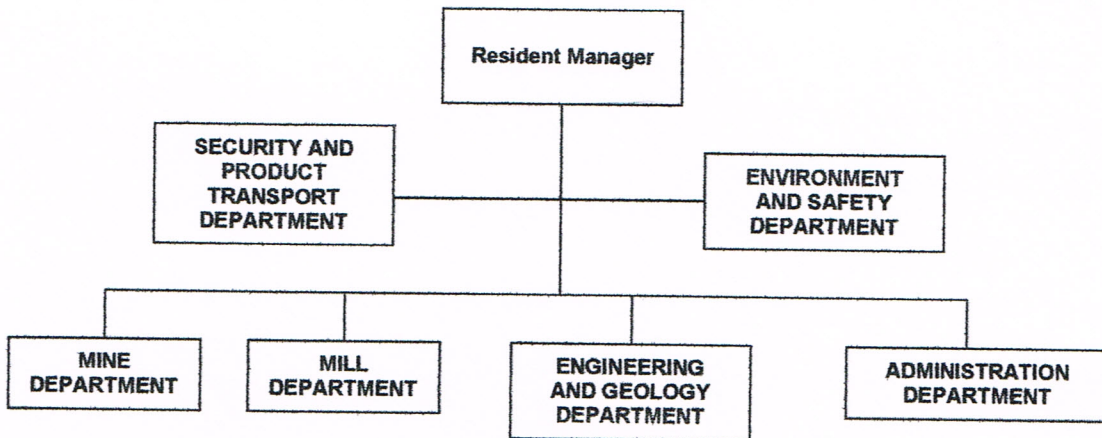 Resident Manager
SECURITY AND
PRODUCT
TRANSPORT
DEPARTMENT
ENVIRONMENT
AND SAFETY
DEPARTMENT
MINE
DEPARTMENT
MILL
DEPARTMENT
ENGINEERING
AND GEOLOGY
DEPARTMENT
ADMINISTRATION
DEPARTMENT